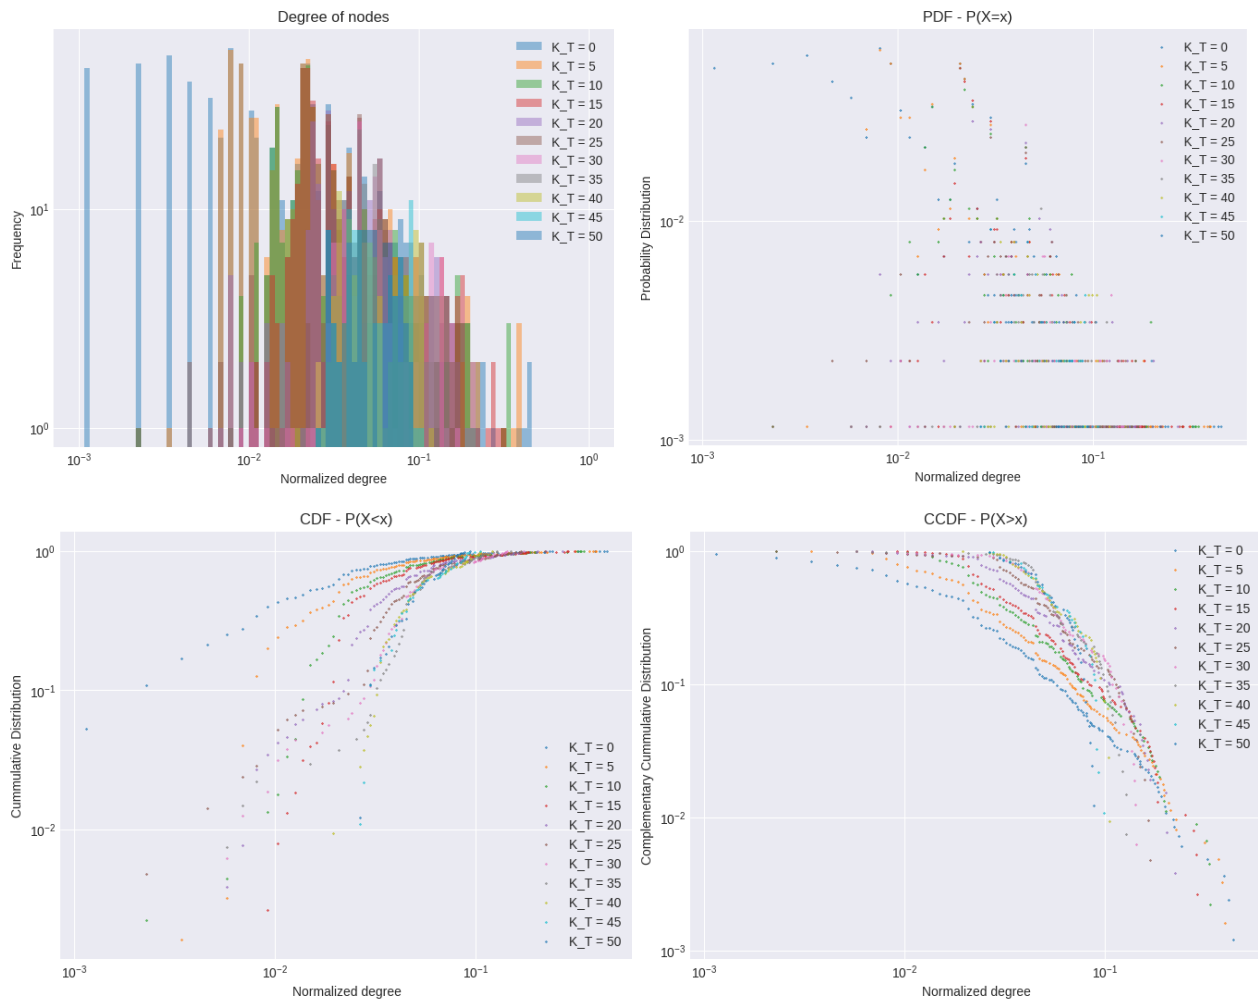 Degree of nodes
Frequency
10¹
10⁰
10⁻³
10⁻²
10⁻¹
10⁰
Normalized degree
K_T = 0
K_T = 5
K_T = 10
K_T = 15
K_T = 20
K_T = 25
K_T = 30
K_T = 35
K_T = 40
K_T = 45
K_T = 50
PDF - P(X=x)
Probability Distribution
10⁻²
10⁻³
10⁻³
10⁻²
10⁻¹
Normalized degree
K_T = 0
K_T = 5
K_T = 10
K_T = 15
K_T = 20
K_T = 25
K_T = 30
K_T = 35
K_T = 40
K_T = 45
K_T = 50
CDF - P(X<x)
Cummulative Distribution
10⁰
10⁻¹
10⁻²
10⁻³
10⁻²
10⁻¹
Normalized degree
K_T = 0
K_T = 5
K_T = 10
K_T = 15
K_T = 20
K_T = 25
K_T = 30
K_T = 35
K_T = 40
K_T = 45
K_T = 50
CCDF - P(X>x)
Complementary Cummulative Distribution
10⁰
10⁻¹
10⁻²
10⁻³
10⁻³
10⁻²
10⁻¹
Normalized degree
K_T = 0
K_T = 5
K_T = 10
K_T = 15
K_T = 20
K_T = 25
K_T = 30
K_T = 35
K_T = 40
K_T = 45
K_T = 50